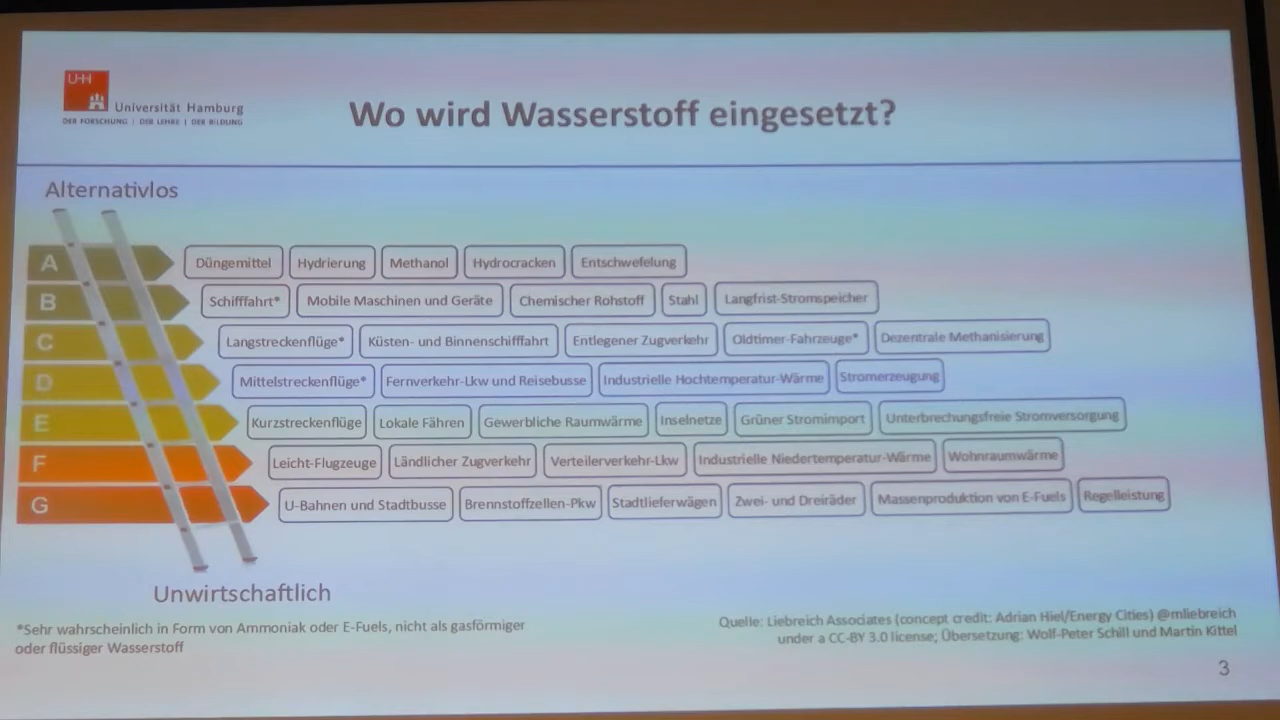 UHH
Universität Hamburg
DER FORSCHUNG | DER LEHRE | DER BILDUNG
Wo wird Wasserstoff eingesetzt?
Alternativlos
A Düngemittel Hydrierung Methanol Hydrocracken Entschwefelung
B Schifffahrt* Mobile Maschinen und Geräte Chemischer Rohstoff Stahl Langfrist-Stromspeicher
C Langstreckenflüge* Küsten- und Binnenschifffahrt Entlegener Zugverkehr Oldtimer-Fahrzeuge* Dezentrale Methanisierung
D Mittelstreckenflüge* Fernverkehr-Lkw und Reisebusse Industrielle Hochtemperatur-Wärme Stromerzeugung
E Kurzstreckenflüge Lokale Fähren Gewerbliche Raumwärme Inselnetze Grüner Stromimport Unterbrechungsfreie Stromversorgung
F Leicht-Flugzeuge Ländlicher Zugverkehr Verteilerverkehr-Lkw Industrielle Niedertemperatur-Wärme Wohnraumwärme
G U-Bahnen und Stadtbusse Brennstoffzellen-Pkw Stadtlieferwägen Zwei- und Dreiräder Massenproduktion von E-Fuels Regelleistung
Unwirtschaftlich
*Sehr wahrscheinlich in Form von Ammoniak oder E-Fuels, nicht als gasförmiger
oder flüssiger Wasserstoff
Quelle: Liebreich Associates (concept credit: Adrian Hiel/Energy Cities) @mliebreich
under a CC-BY 3.0 license; Übersetzung: Wolf-Peter Schill und Martin Kittel
3